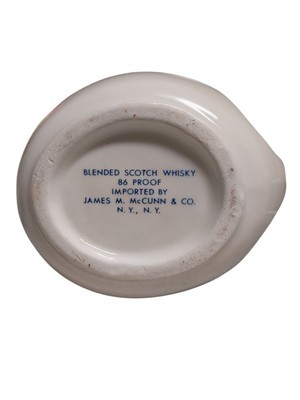 BLENDED SCOTCH WHISKY
86 PROOF
IMPORTED BY
JAMES M. McCUNN & CO.
N.Y., N.Y.